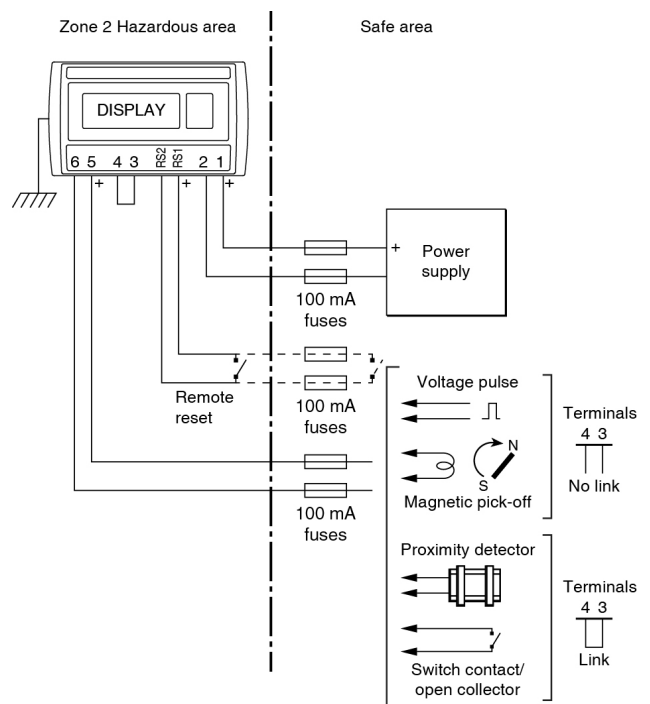 Zone 2 Hazardous area
Safe area
DISPLAY
6 5 4 3 RS2 RS1 2 1
+ + +
+ Power
supply
100 mA
fuses
Remote
reset
100 mA
fuses
Voltage pulse
N
S
Magnetic pick-off
Terminals
4 3
No link
100 mA
fuses
Proximity detector
Switch contact/
open collector
Terminals
4 3
Link